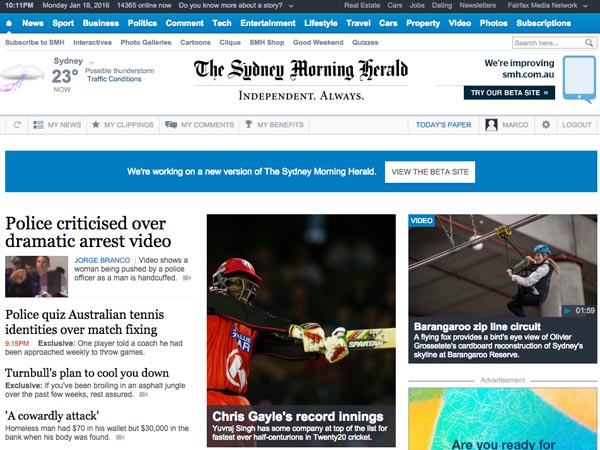 10:11PM Monday Jan 18, 2016 14365 online now Do you know more about a story? Real Estate Cars Jobs Dating Newsletters Fairfax Media Network
News Sport Business Politics Comment Tech Entertainment Lifestyle Travel Cars Property Video Photos Subscriptions
Subscribe to SMH Interactives Photo Galleries Cartoons Clique SMH Shop Good Weekend Quizzes Search here...
Sydney
23°
NOW
Possible thunderstorm
Traffic Conditions
The Sydney Morning Herald
INDEPENDENT. ALWAYS.
We're improving
smh.com.au
TRY OUR BETA SITE »
MY NEWS MY CLIPPINGS MY COMMENTS MY BENEFITS TODAY'S PAPER MARCO LOGOUT
We're working on a new version of The Sydney Morning Herald. VIEW THE BETA SITE
Police criticised over
dramatic arrest video
JORGE BRANCO Video shows a
woman being pushed by a police
officer as a man is handcuffed.
Police quiz Australian tennis
identities over match fixing
9:15PM Exclusive: One player told a coach he had
been approached weekly to throw games.
Turnbull's plan to cool you down
Exclusive: If you've been broiling in an asphalt jungle
over the past few weeks, rest assured.
'A cowardly attack'
Homeless man had $70 in his wallet but $30,000 in
the bank when his body was found.
Chris Gayle's record innings
Yuvraj Singh has some company at top of the list for
fastest ever half-centuries in Twenty20 cricket.
VIDEO
01:59
Barangaroo zip line circuit
A flying fox provides a bird's eye view of Olivier
Grossetete's cardboard reconstruction of Sydney's
skyline at Barangaroo Reserve.
Advertisement
Are you ready for